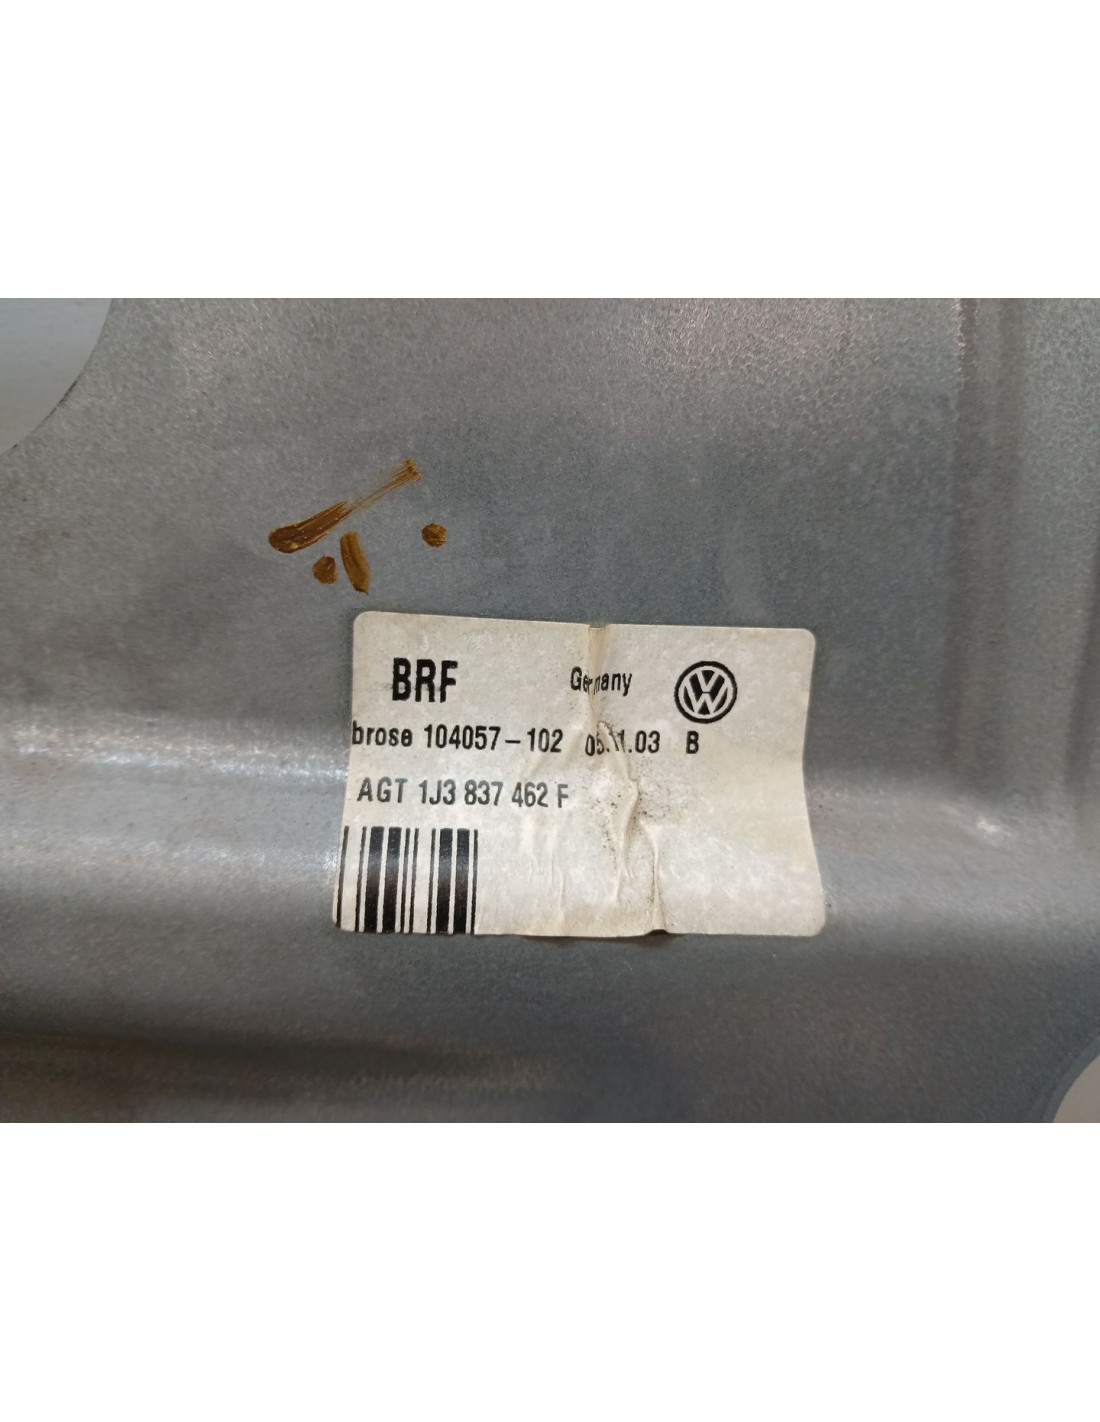 BRF Germany
brose 104057-102 B
AGT 1J3 837 462 F